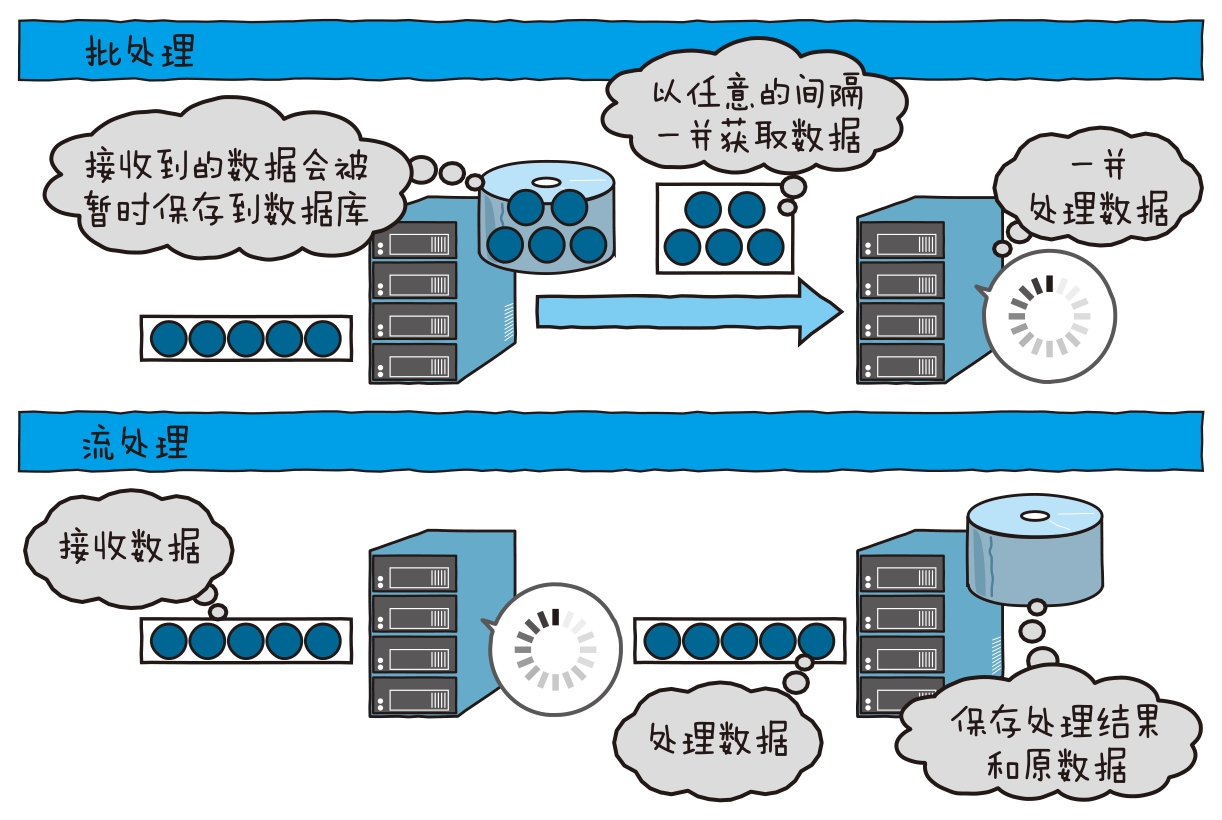 批处理
接收到的数据会被
暂时保存到数据库
以任意的间隔
一并获取数据
一并
处理数据
流处理
接收数据
处理数据
保存处理结果
和原数据